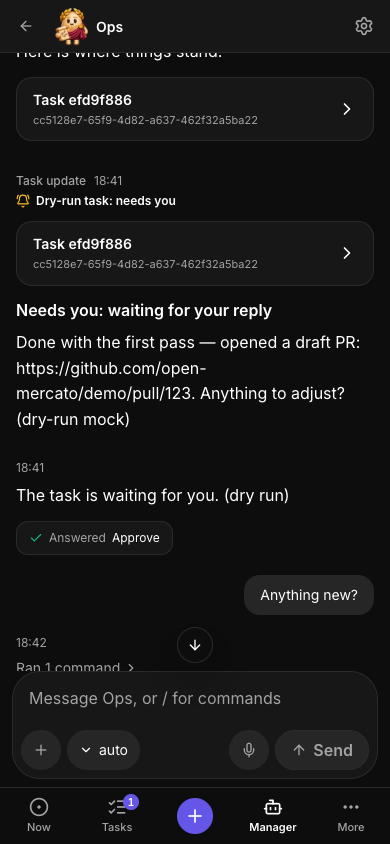 Ops
Here is where things stand:
Task efd9f886
cc5128e7-65f9-4d82-a637-462f32a5ba22
Task update 18:41
Dry-run task: needs you
Task efd9f886
cc5128e7-65f9-4d82-a637-462f32a5ba22
Needs you: waiting for your reply
Done with the first pass — opened a draft PR:
https://github.com/open-
mercato/demo/pull/123. Anything to adjust?
(dry-run mock)
18:41
The task is waiting for you. (dry run)
Answered Approve
Anything new?
18:42
Ran 1 command
Message Ops, or / for commands
auto
Send
1
Now
Tasks
Manager
More